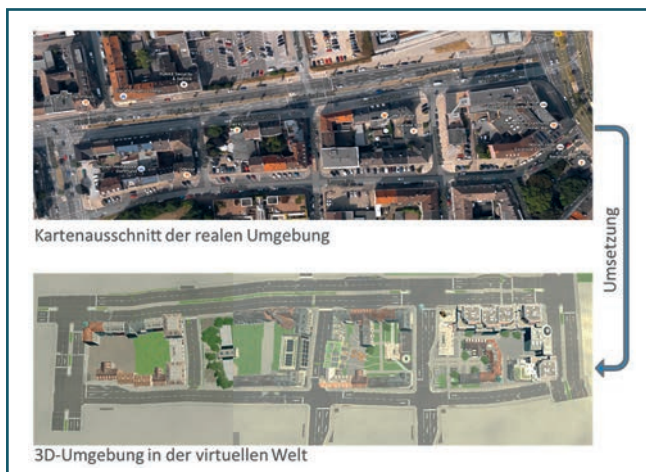 Kartenausschnitt der realen Umgebung
Umsetzung
3D-Umgebung in der virtuellen Welt